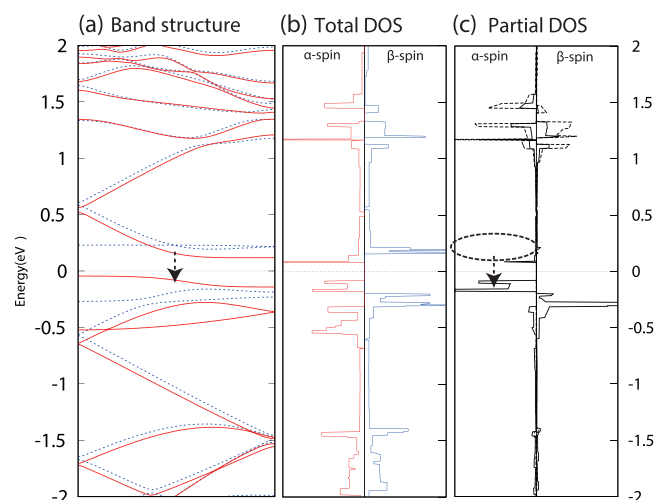 (a) Band structure
(b) Total DOS
(c) Partial DOS
α-spin
β-spin
α-spin
β-spin
Energy(eV )
2
1.5
1
0.5
0
-0.5
-1
-1.5
-2
2
1.5
1
0.5
0
-0.5
-1
-1.5
-2